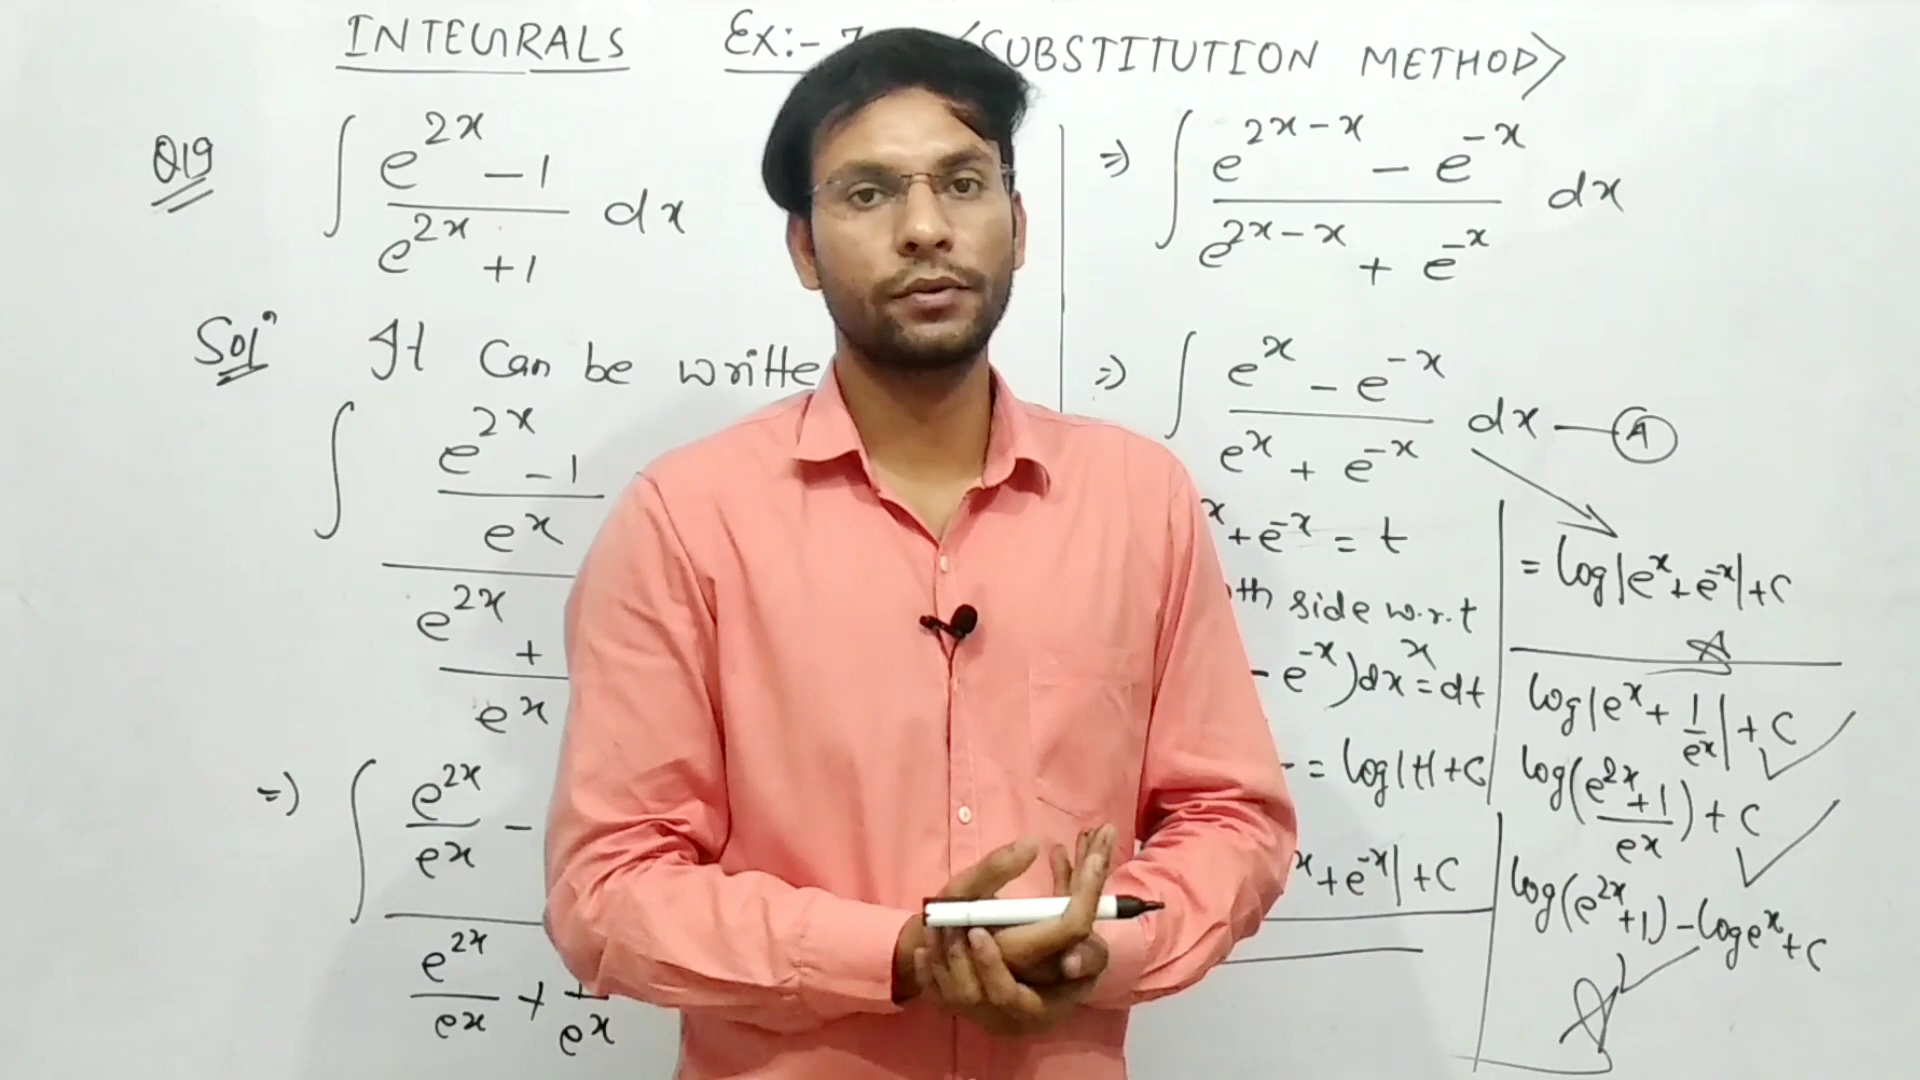 INTEGRALS Ex:- 7 <SUBSTITUTION METHOD>
Q19 ∫ (e^{2x} - 1)/(e^{2x} + 1) dx
Sol^n It Can be writte
∫ ((e^{2x} - 1)/e^x)/((e^{2x} +)/e^x)
=) ∫ (e^{2x}/e^x -)/(e^{2x}/e^x + 1/e^x)
=) ∫ (e^{2x-x} - e^{-x})/(e^{2x-x} + e^{-x}) dx
=) ∫ (e^x - e^{-x})/(e^x + e^{-x}) dx — (A)
x + e^{-x} = t
th side w.r.t x
- e^{-x})dx = dt
= log|t| + C
x + e^{-x}| + C
= log|e^x + e^{-x}| + C
log|e^x + 1/e^x| + C
log((e^{2x} + 1)/e^x) + C
log(e^{2x} + 1) - log e^x + C